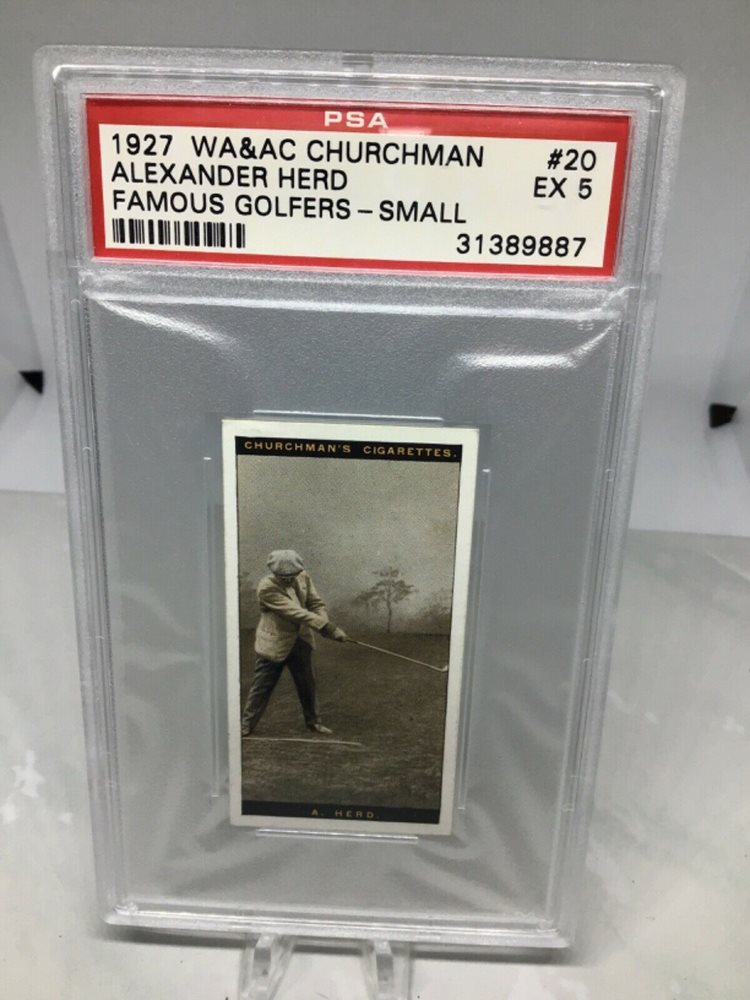 PSA
1927 WA&AC CHURCHMAN #20
ALEXANDER HERD EX 5
FAMOUS GOLFERS – SMALL
31389887
CHURCHMAN'S CIGARETTES.
A. HERD.